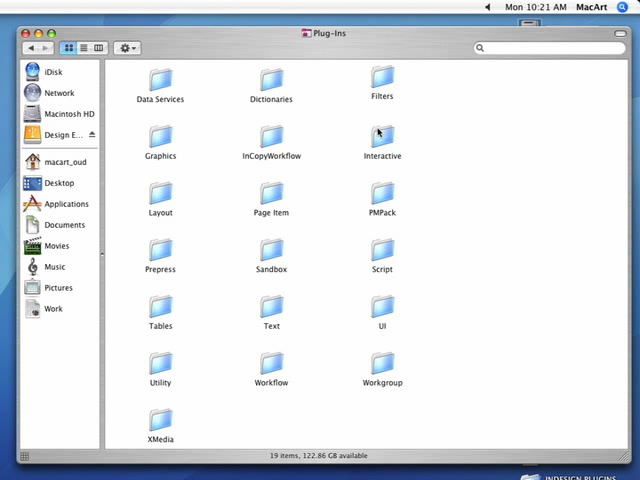 Mon 10:21 AM MacArt
Plug-Ins
iDisk
Network
Macintosh HD
Design E...
macart_oud
Desktop
Applications
Documents
Movies
Music
Pictures
Work
Data Services
Dictionaries
Filters
Graphics
InCopyWorkflow
Interactive
Layout
Page Item
PMPack
Prepress
Sandbox
Script
Tables
Text
UI
Utility
Workflow
Workgroup
XMedia
19 items, 122.86 GB available
INDESIGN PLUGINS